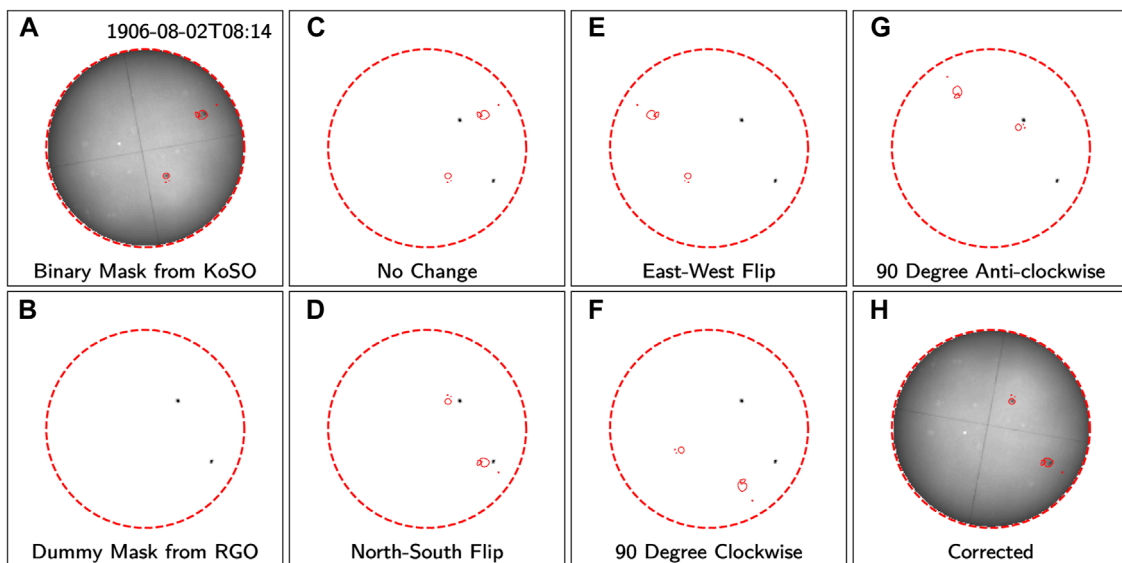 A 1906-08-02T08:14
Binary Mask from KoSO
C
No Change
E
East-West Flip
G
90 Degree Anti-clockwise
B
Dummy Mask from RGO
D
North-South Flip
F
90 Degree Clockwise
H
Corrected